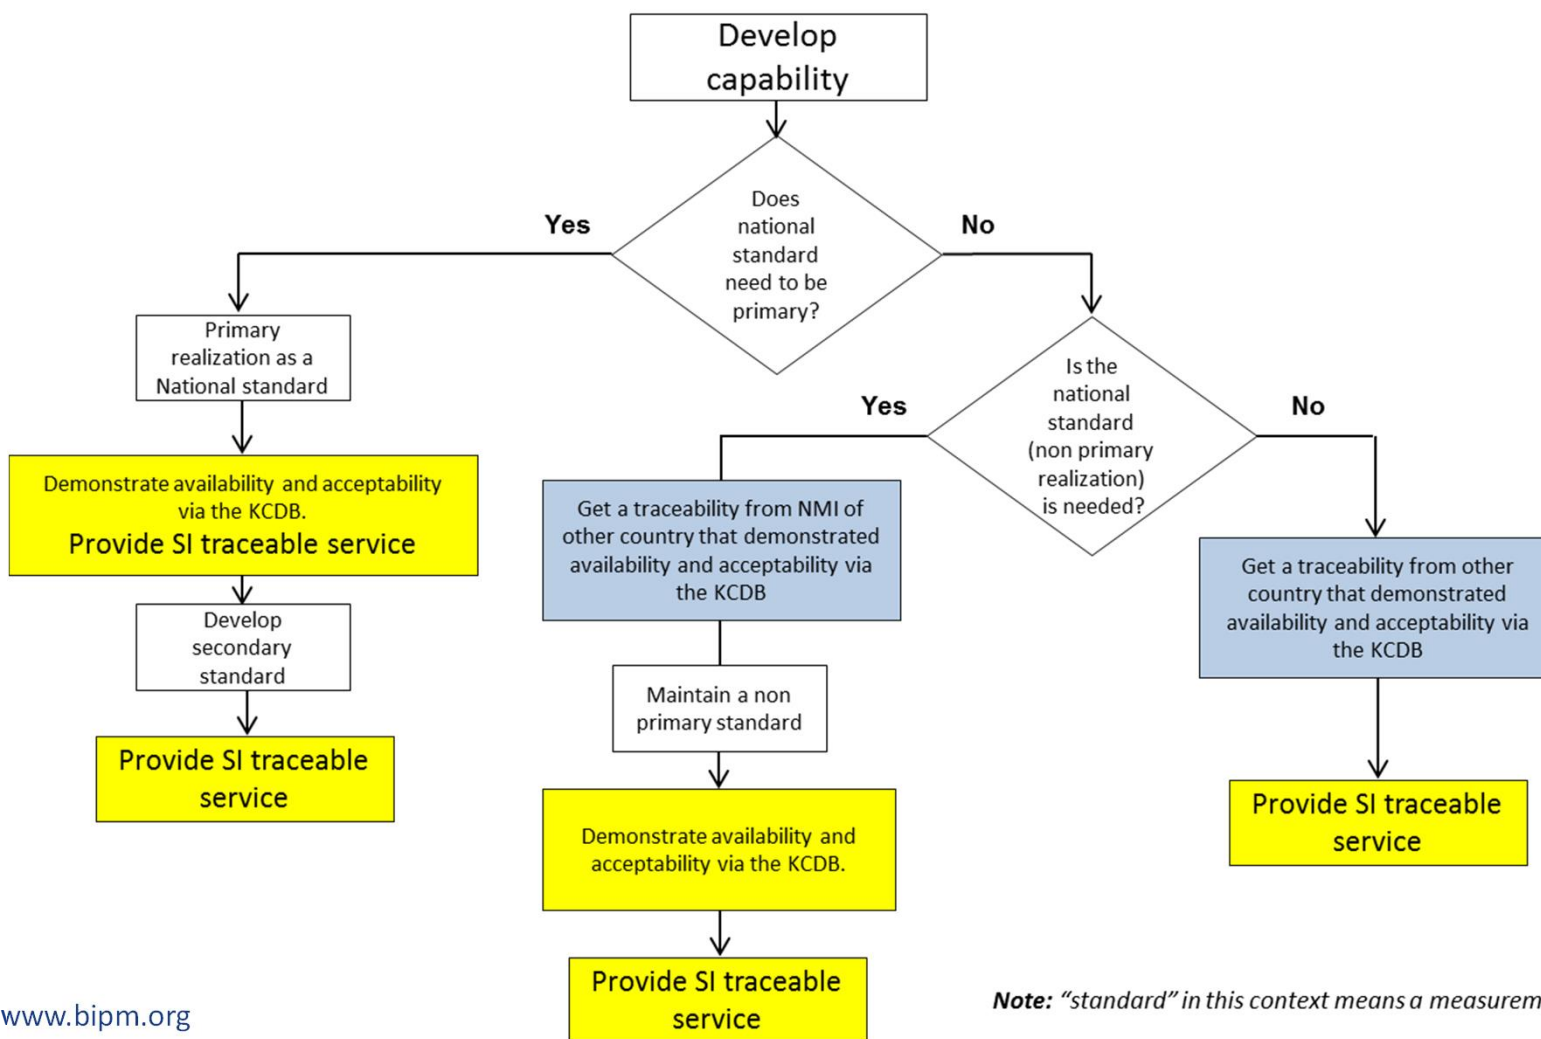 Develop
capability
Does
national
standard
need to be
primary?
Yes
No
Primary
realization as a
National standard
Is the
national
standard
(non primary
realization)
is needed?
Yes
No
Demonstrate availability and acceptability
via the KCDB.
Provide SI traceable service
Develop
secondary
standard
Provide SI traceable
service
Get a traceability from NMI of
other country that demonstrated
availability and acceptability via
the KCDB
Maintain a non
primary standard
Demonstrate availability and
acceptability via the KCDB.
Provide SI traceable
service
Get a traceability from other
country that demonstrated
availability and acceptability via
the KCDB
Provide SI traceable
service
www.bipm.org
Note: “standard” in this context means a measurem